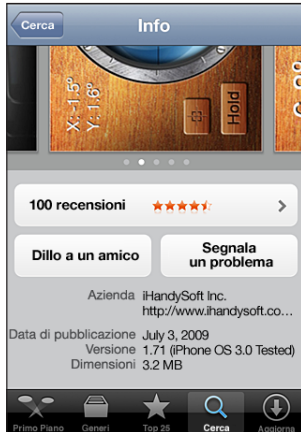 Cerca
Info
X:-1.5°
Y: 1.6°
Hold
100 recensioni
Dillo a un amico
Segnala
un problema
Azienda iHandySoft Inc.
http://www.ihandysoft.co...
Data di pubblicazione July 3, 2009
Versione 1.71 (iPhone OS 3.0 Tested)
Dimensioni 3.2 MB
Primo Piano
Generi
Top 25
Cerca
Aggiorna